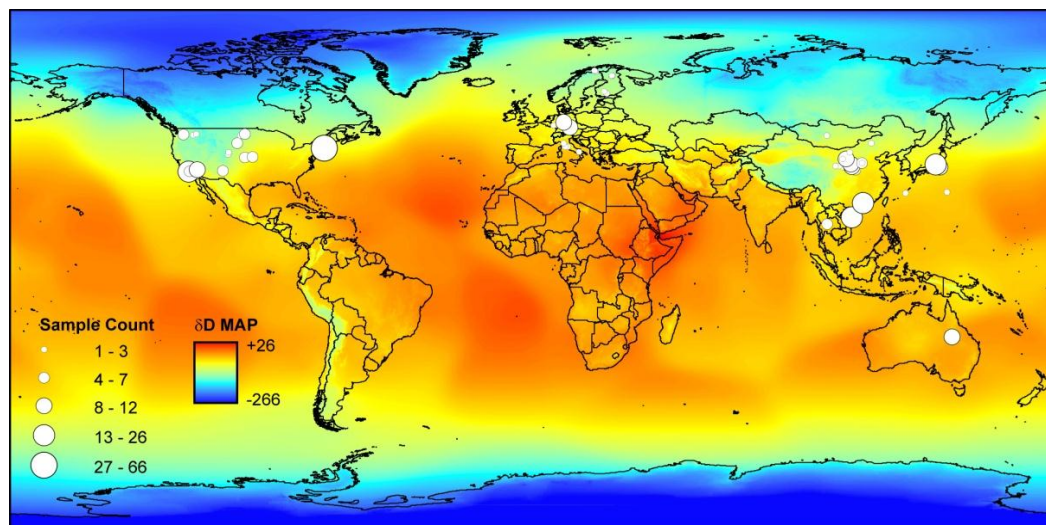 Sample Count
1 - 3
4 - 7
8 - 12
13 - 26
27 - 66
δD MAP
+26
-266